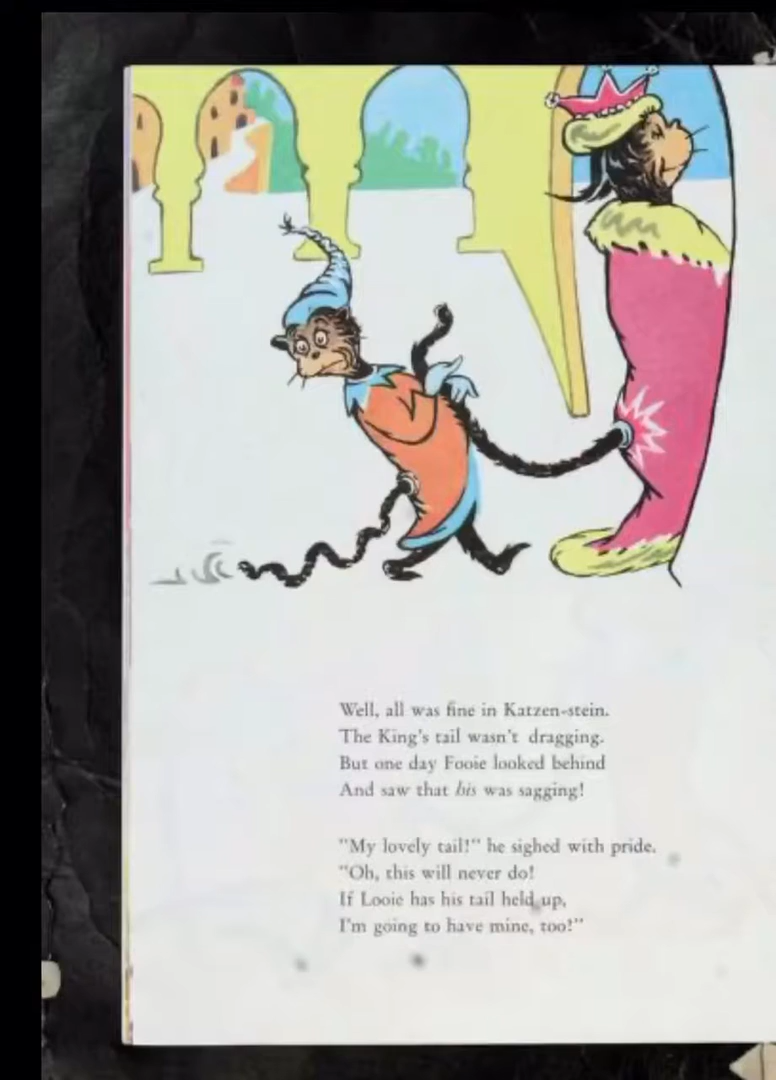 Well, all was fine in Katzen-stein.
The King's tail wasn't dragging.
But one day Fooie looked behind
And saw that his was sagging!
"My lovely tail!" he sighed with pride.
"Oh, this will never do!
If Looie has his tail held up,
I'm going to have mine, too!"